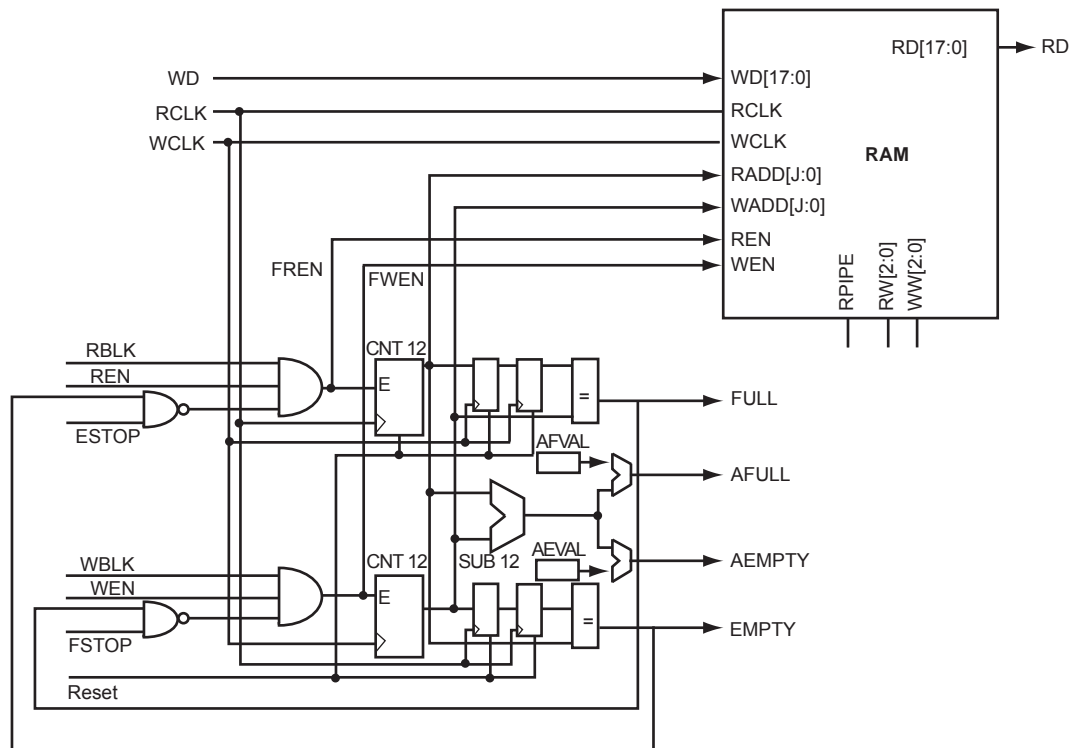 RD[17:0]
RD
WD
WD[17:0]
RCLK
RCLK
WCLK
WCLK
RAM
RADD[J:0]
WADD[J:0]
REN
FREN
FWEN
WEN
RPIPE
RW[2:0]
WW[2:0]
RBLK
CNT 12
REN
E
=
FULL
ESTOP
AFVAL
AFULL
SUB 12
CNT 12
AEVAL
AEMPTY
WBLK
WEN
E
=
EMPTY
FSTOP
Reset